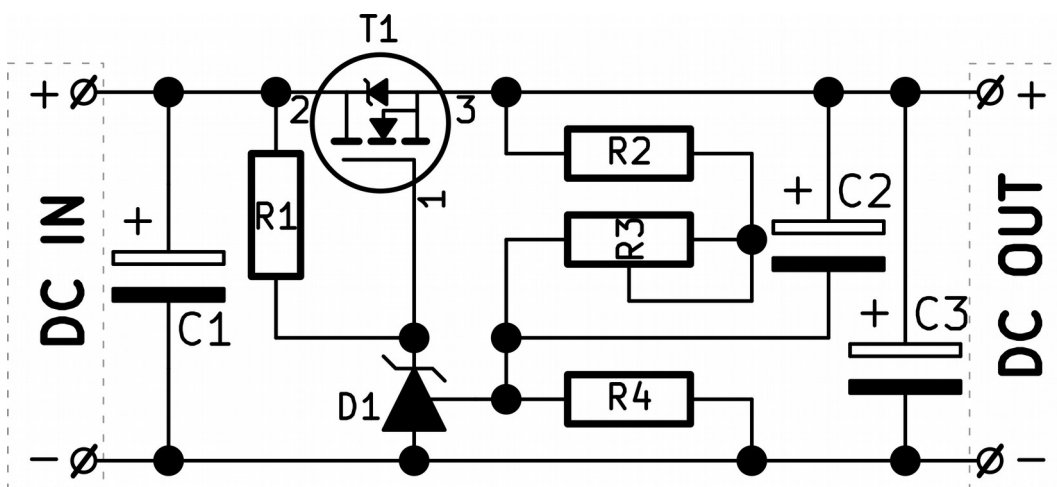 T1
+
2
3
+
R2
R1
1
+
C2
R3
DC IN
+
C1
+
C3
DC OUT
D1
R4
−
−